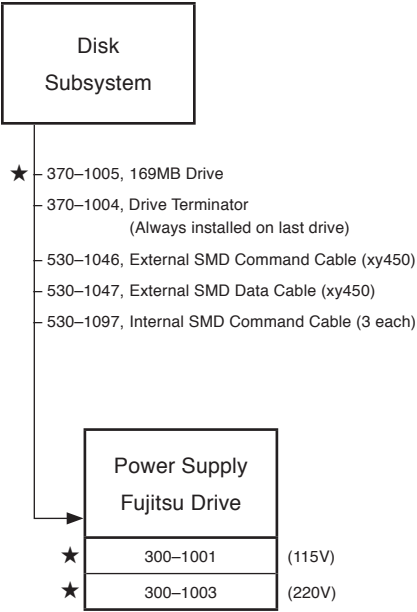 Disk
Subsystem
★ – 370–1005, 169MB Drive
– 370–1004, Drive Terminator
(Always installed on last drive)
– 530–1046, External SMD Command Cable (xy450)
– 530–1047, External SMD Data Cable (xy450)
– 530–1097, Internal SMD Command Cable (3 each)
Power Supply
Fujitsu Drive
★ 300–1001 (115V)
★ 300–1003 (220V)